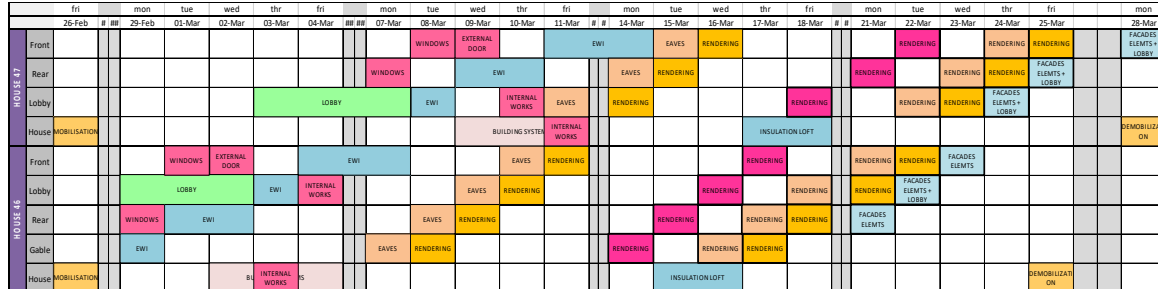 fri mon tue wed thr fri mon tue wed thr fri mon tue wed thr fri mon tue wed thr fri mon
26-Feb # ## 29-Feb 01-Mar 02-Mar 03-Mar 04-Mar ## ## 07-Mar 08-Mar 09-Mar 10-Mar 11-Mar # # 14-Mar 15-Mar 16-Mar 17-Mar 18-Mar # # 21-Mar 22-Mar 23-Mar 24-Mar 25-Mar 28-Mar
HOUSE 47
Front WINDOWS EXTERNAL DOOR EWI EAVES RENDERING RENDERING RENDERING RENDERING FACADES ELEMTS + LOBBY
Rear WINDOWS EWI EAVES RENDERING RENDERING RENDERING RENDERING FACADES ELEMTS + LOBBY
Lobby LOBBY EWI INTERNAL WORKS EAVES RENDERING RENDERING RENDERING RENDERING FACADES ELEMTS + LOBBY
House MOBILISATION BUILDING SYSTEM INTERNAL WORKS INSULATION LOFT DEMOBILIZATI ON
HOUSE 46
Front WINDOWS EXTERNAL DOOR EWI EAVES RENDERING RENDERING RENDERING RENDERING FACADES ELEMTS
Lobby LOBBY EWI INTERNAL WORKS EAVES RENDERING RENDERING RENDERING RENDERING FACADES ELEMTS + LOBBY
Rear WINDOWS EWI EAVES RENDERING RENDERING RENDERING RENDERING FACADES ELEMTS
Gable EWI EAVES RENDERING RENDERING RENDERING RENDERING
House MOBILISATION INTERNAL WORKS INSULATION LOFT DEMOBILIZATI ON